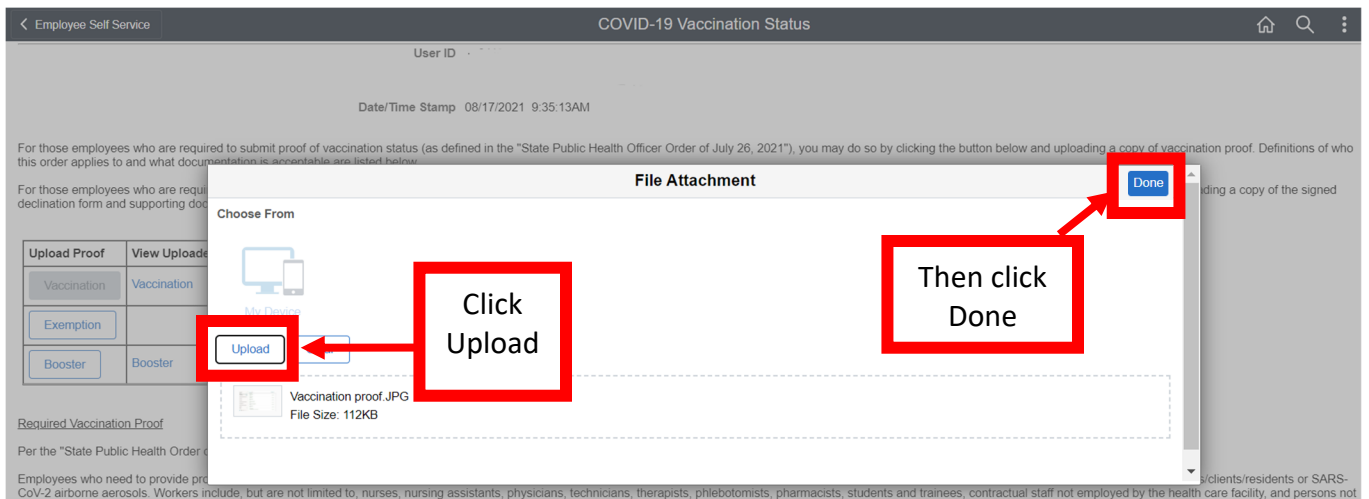 Employee Self Service
COVID-19 Vaccination Status
User ID
Date/Time Stamp 08/17/2021 9:35:13AM
For those employees who are required to submit proof of vaccination status (as defined in the "State Public Health Officer Order of July 26, 2021"), you may do so by clicking the button below and uploading a copy of vaccination proof. Definitions of who
this order applies to and what documentation is acceptable are listed below
For those employees who are requi
ding a copy of the signed
declination form and supporting doc
File Attachment
Done
Choose From
My Device
Upload
Click
Upload
Then click
Done
Vaccination proof.JPG
File Size: 112KB
Upload Proof
View Uploade
Vaccination
Vaccination
Exemption
Booster
Booster
Required Vaccination Proof
Per the "State Public Health Order
Employees who need to provide pro
s/clients/residents or SARS-
CoV-2 airborne aerosols. Workers include, but are not limited to, nurses, nursing assistants, physicians, technicians, therapists, phlebotomists, pharmacists, students and trainees, contractual staff not employed by the health care facility, and persons not